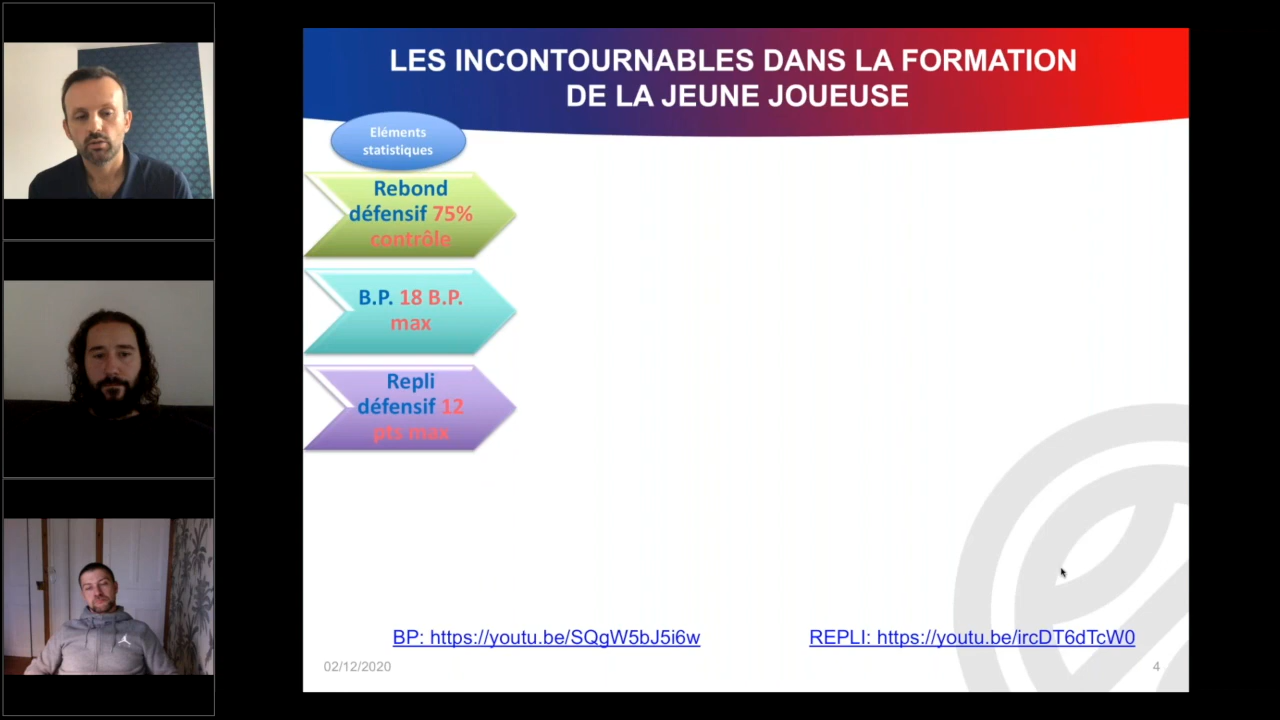 LES INCONTOURNABLES DANS LA FORMATION
DE LA JEUNE JOUEUSE
Eléments
statistiques
Rebond
défensif 75%
contrôle
B.P. 18 B.P.
max
Repli
défensif 12
pts max
BP: https://youtu.be/SQgW5bJ5i6w
REPLI: https://youtu.be/ircDT6dTcW0
02/12/2020
4